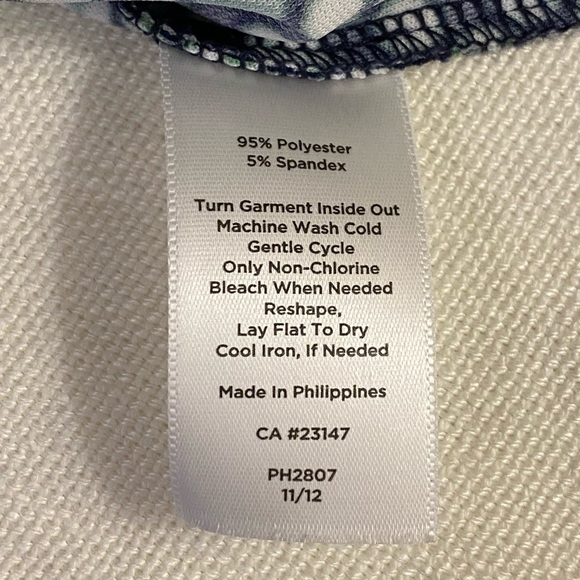 95% Polyester
5% Spandex
Turn Garment Inside Out
Machine Wash Cold
Gentle Cycle
Only Non-Chlorine
Bleach When Needed
Reshape,
Lay Flat To Dry
Cool Iron, If Needed
Made In Philippines
CA #23147
PH2807
11/12